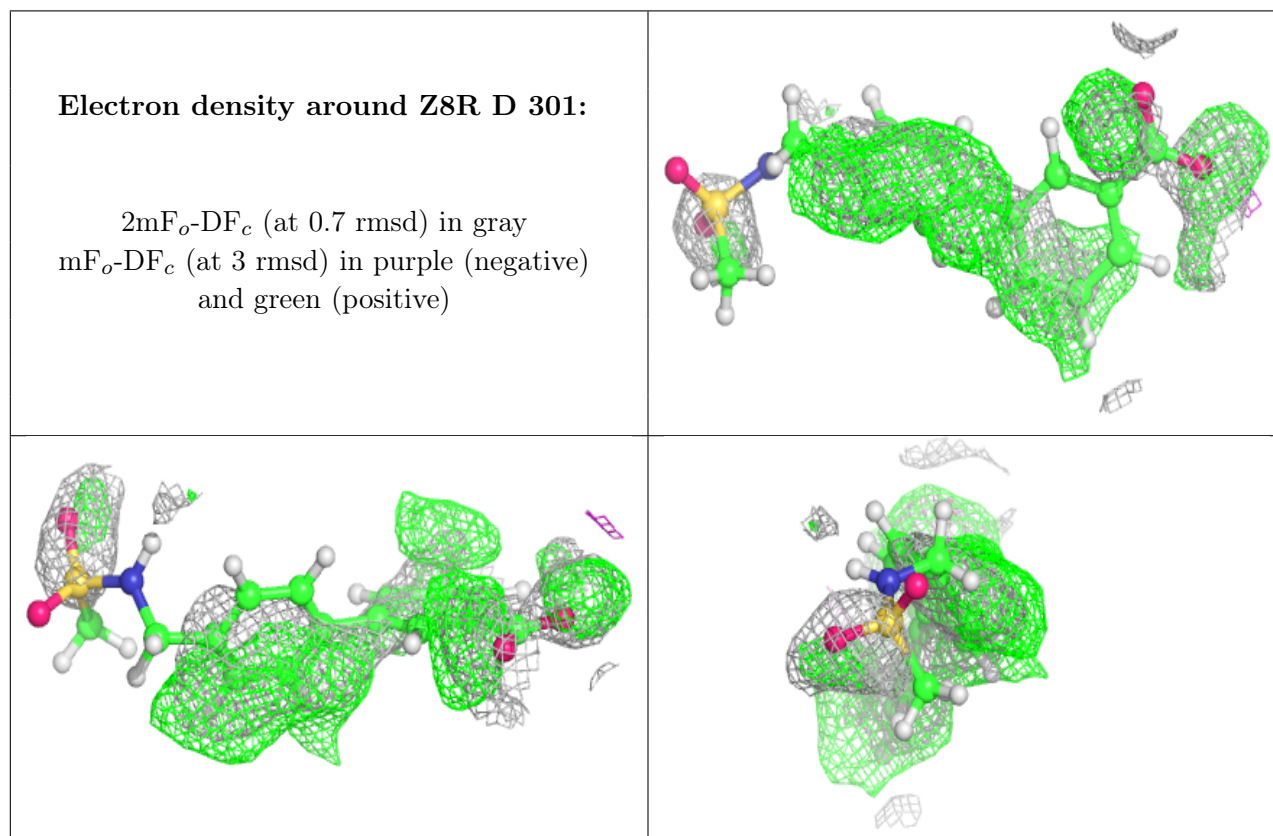 Electron density around Z8R D 301:
2mFo-DFc (at 0.7 rmsd) in gray
mFo-DFc (at 3 rmsd) in purple (negative)
and green (positive)